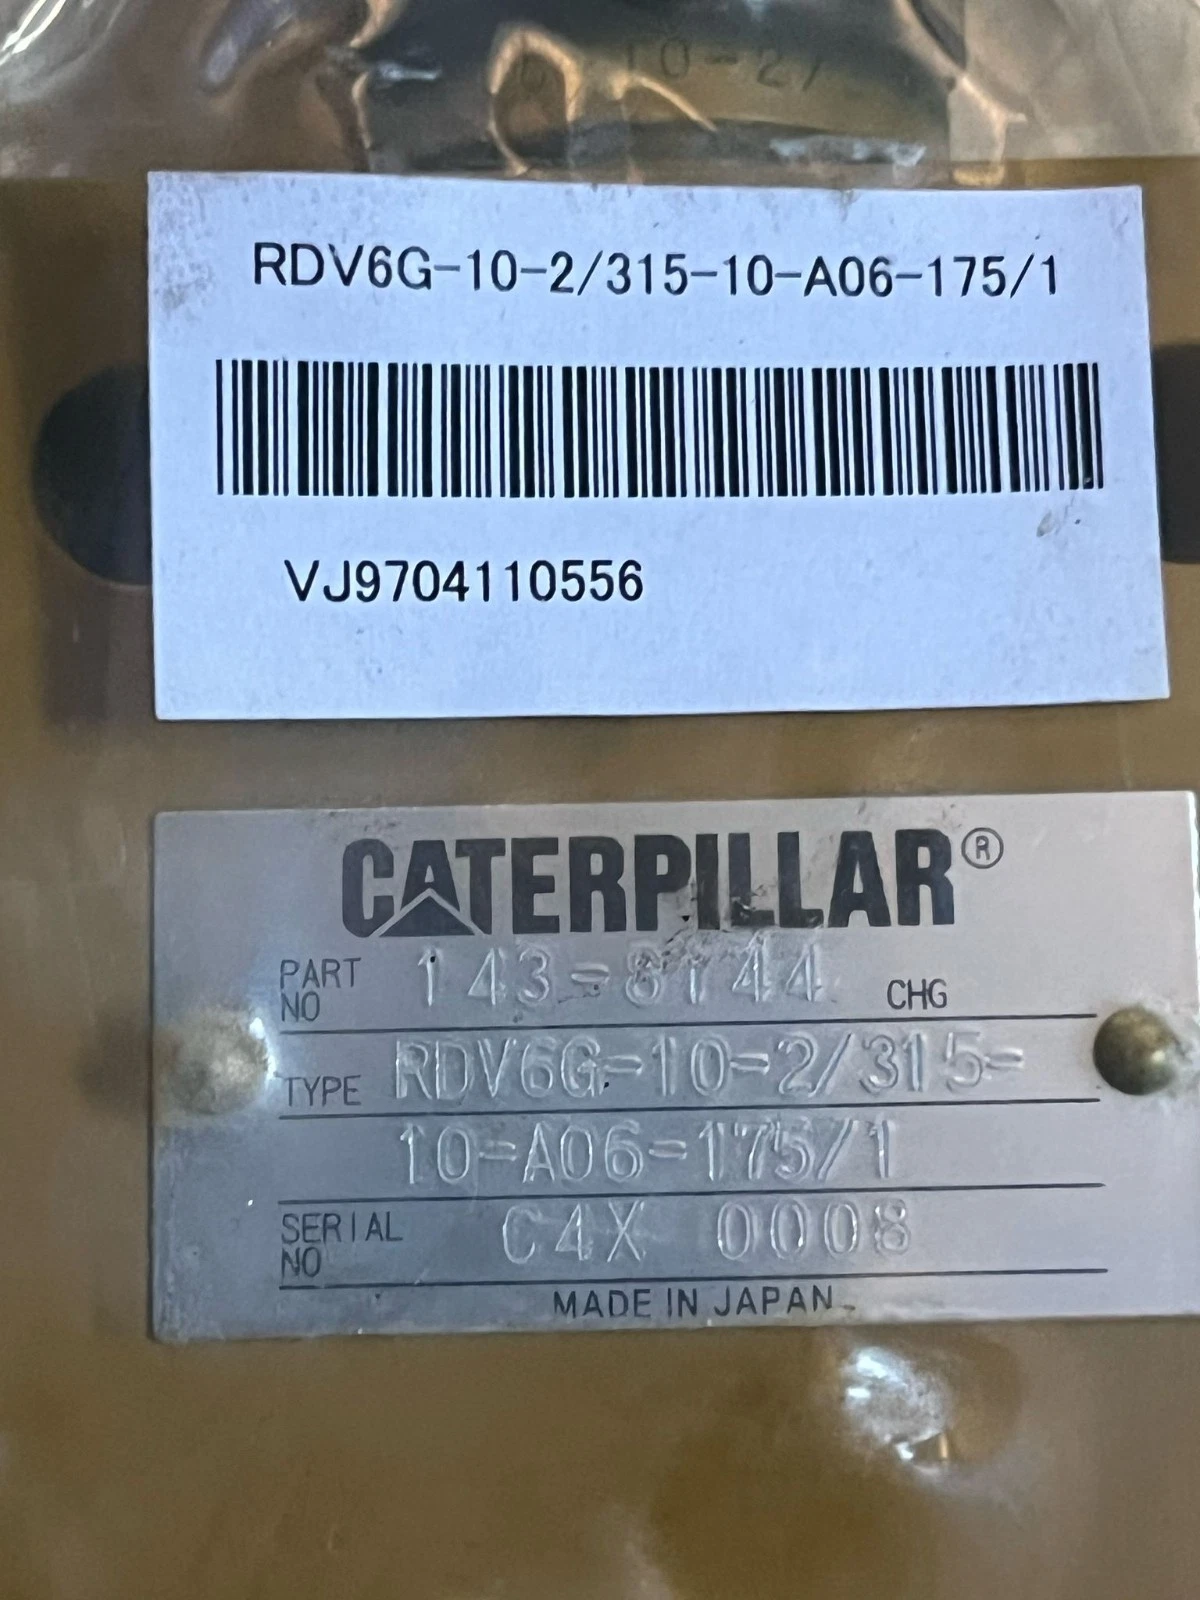 RDV6G-10-2/315-10-A06-175/1
VJ9704110556
CATERPILLAR®
PART NO 143-8144 CHG
TYPE RDV6G-10-2/315-
10-A06-175/1
SERIAL NO C4X 0008
MADE IN JAPAN